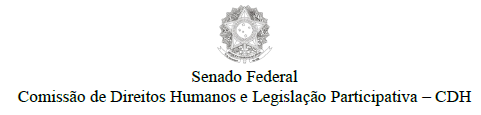 Senado Federal
Comissão de Direitos Humanos e Legislação Participativa – CDH